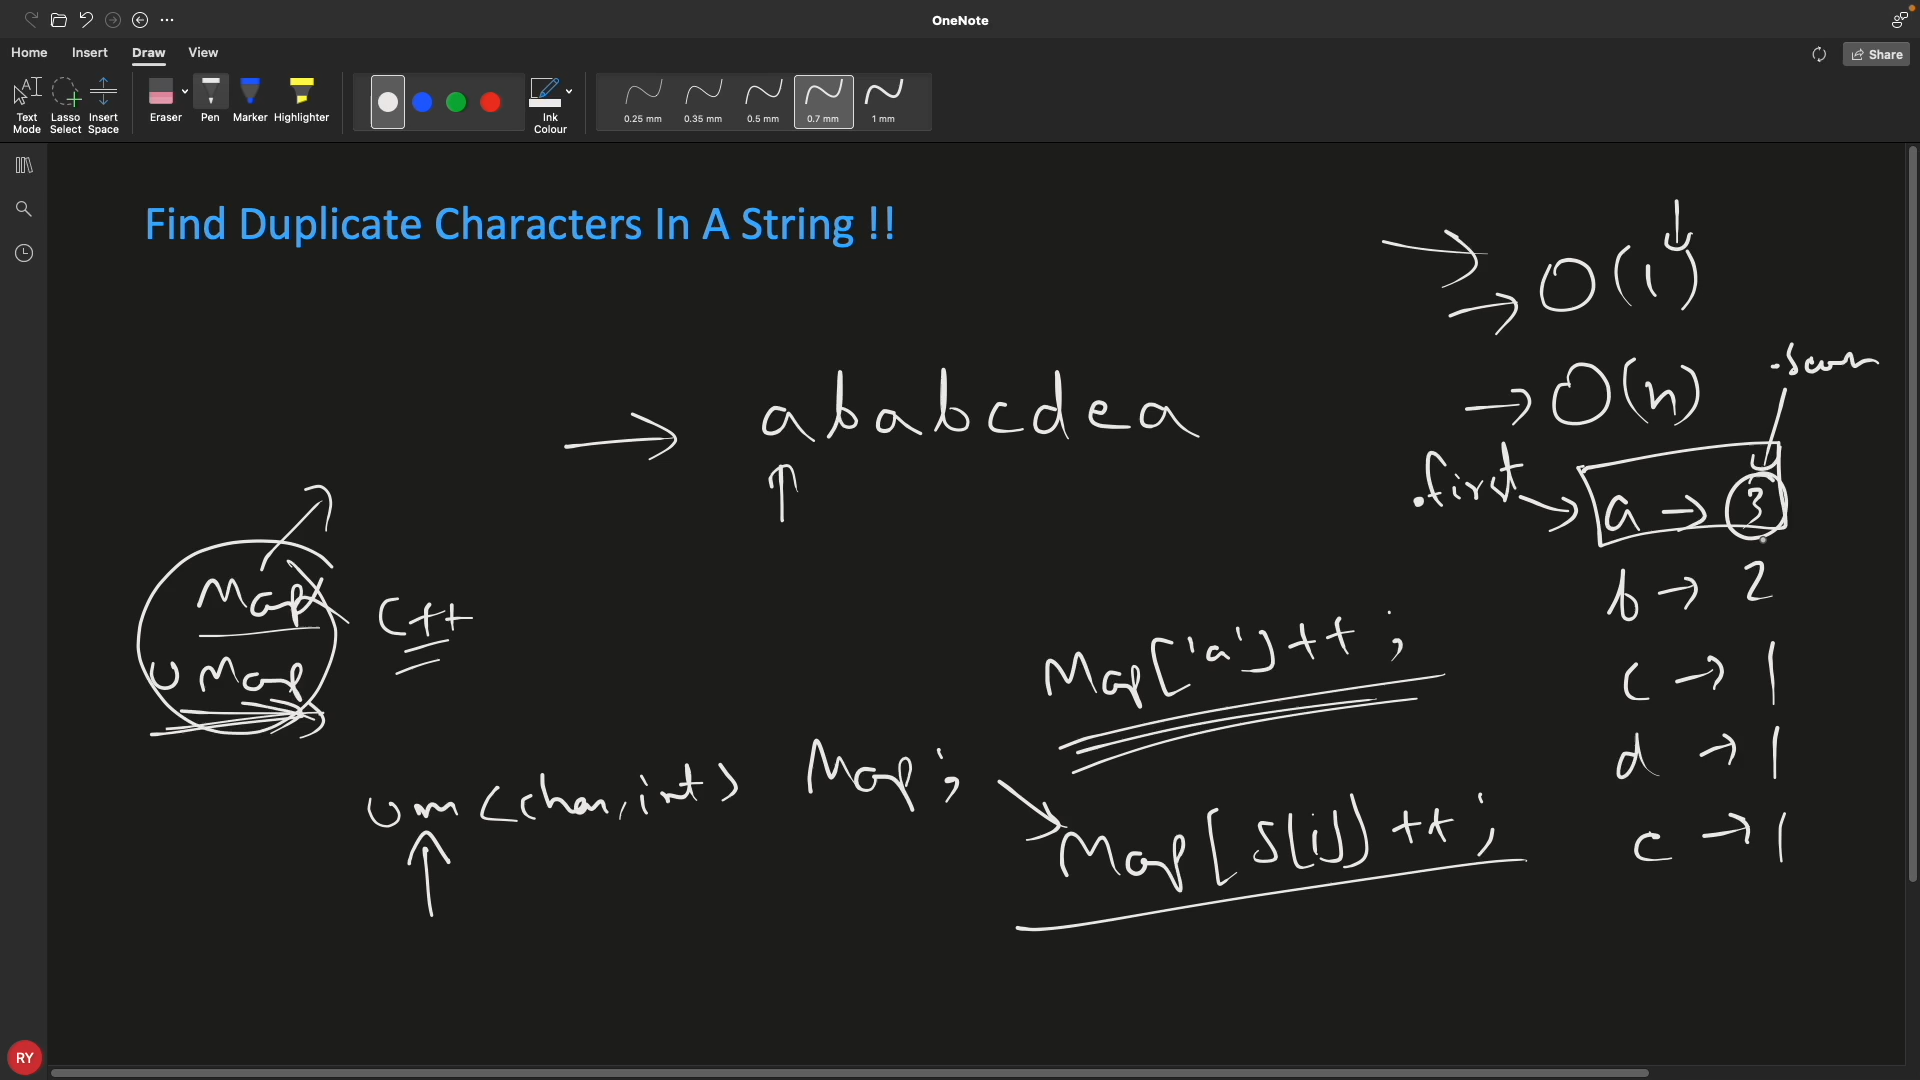 OneNote
Home Insert Draw View
Share
Text Mode
Lasso Select
Insert Space
Eraser
Pen
Marker
Highlighter
Ink Colour
0.25 mm
0.35 mm
0.5 mm
0.7 mm
1 mm
Find Duplicate Characters In A String !!
O(1)
O(n)
ababcdea
.first
a → 3
b → 2
c → 1
d → 1
Map
C++
UMap
Map['a']++;
um<char,int> Map;
Map[s[i]]++;
RY